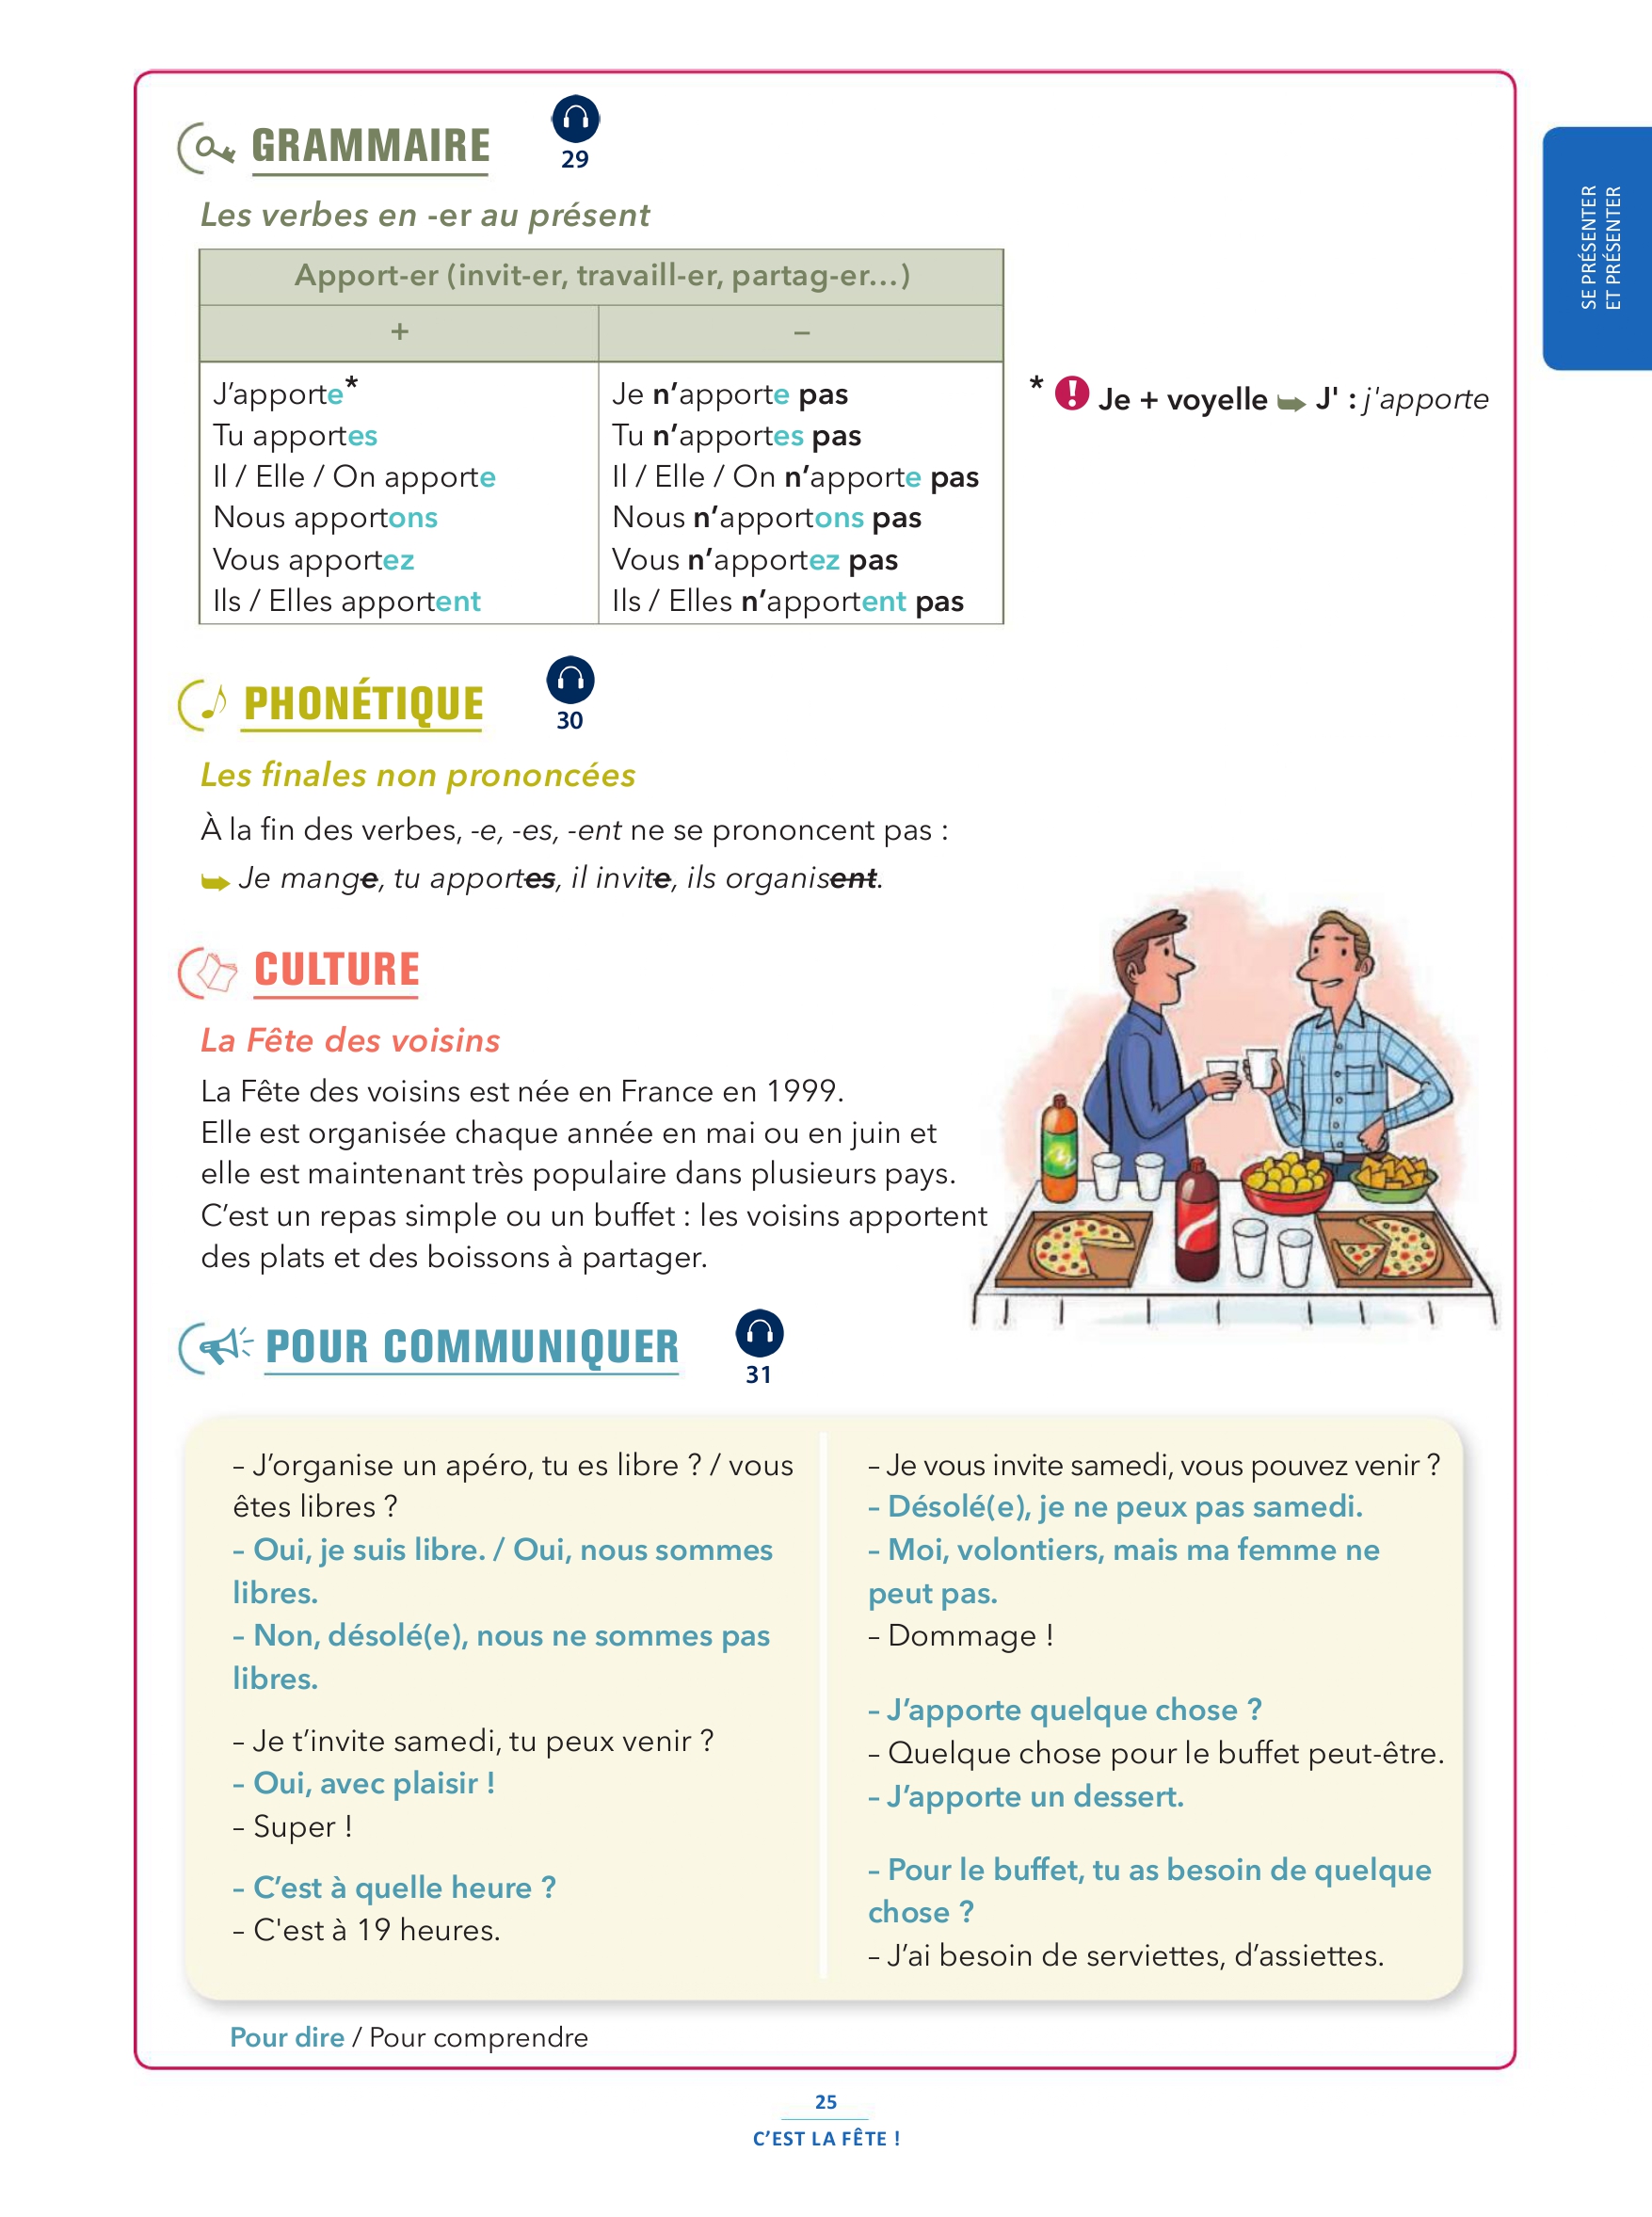 GRAMMAIRE
29
Les verbes en -er au présent
Apport-er (invit-er, travaill-er, partag-er...)
+
–
J'apporte*
Tu apportes
Il / Elle / On apporte
Nous apportons
Vous apportez
Ils / Elles apportent
Je n'apporte pas
Tu n'apportes pas
Il / Elle / On n'apporte pas
Nous n'apportons pas
Vous n'apportez pas
Ils / Elles n'apportent pas
* ! Je + voyelle ➥ J' : j'apporte
SE PRÉSENTER
ET PRÉSENTER
PHONÉTIQUE
30
Les finales non prononcées
À la fin des verbes, -e, -es, -ent ne se prononcent pas :
➥ Je mange, tu apportes, il invite, ils organisent.
CULTURE
La Fête des voisins
La Fête des voisins est née en France en 1999.
Elle est organisée chaque année en mai ou en juin et
elle est maintenant très populaire dans plusieurs pays.
C'est un repas simple ou un buffet : les voisins apportent
des plats et des boissons à partager.
POUR COMMUNIQUER
31
– J'organise un apéro, tu es libre ? / vous
êtes libres ?
– Oui, je suis libre. / Oui, nous sommes
libres.
– Non, désolé(e), nous ne sommes pas
libres.
– Je t'invite samedi, tu peux venir ?
– Oui, avec plaisir !
– Super !
– C'est à quelle heure ?
– C'est à 19 heures.
– Je vous invite samedi, vous pouvez venir ?
– Désolé(e), je ne peux pas samedi.
– Moi, volontiers, mais ma femme ne
peut pas.
– Dommage !
– J'apporte quelque chose ?
– Quelque chose pour le buffet peut-être.
– J'apporte un dessert.
– Pour le buffet, tu as besoin de quelque
chose ?
– J'ai besoin de serviettes, d'assiettes.
Pour dire / Pour comprendre
25
C'EST LA FÊTE !